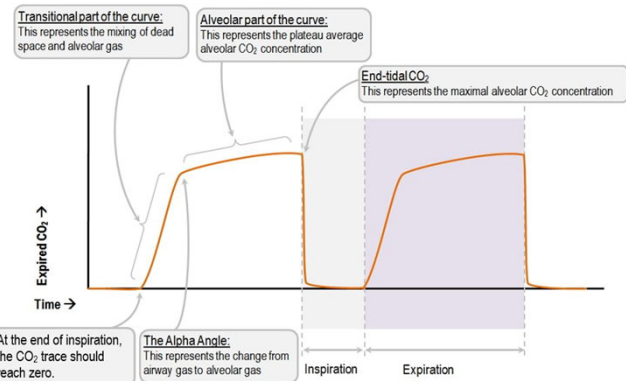 Transitional part of the curve:
This represents the mixing of dead
space and alveolar gas
Alveolar part of the curve:
This represents the plateau average
alveolar CO₂ concentration
End-tidal CO₂
This represents the maximal alveolar CO₂ concentration
Expired CO₂ →
Time →
At the end of inspiration,
the CO₂ trace should
reach zero.
The Alpha Angle:
This represents the change from
airway gas to alveolar gas
Inspiration
Expiration